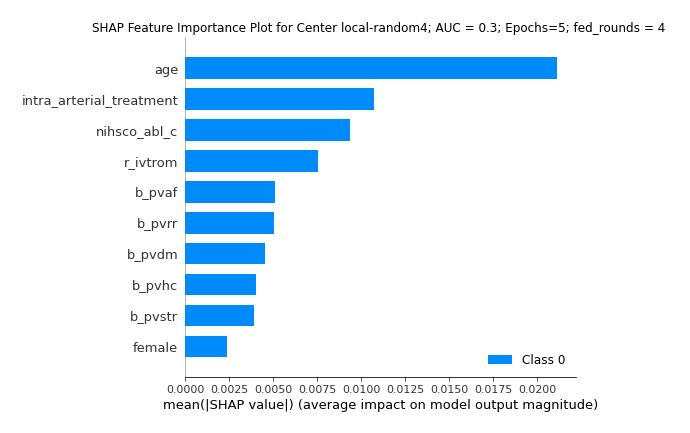 SHAP Feature Importance Plot for Center local-random4; AUC = 0.3; Epochs=5; fed_rounds = 4
age
intra_arterial_treatment
nihsco_abl_c
r_ivtrom
b_pvaf
b_pvrr
b_pvdm
b_pvhc
b_pvstr
female
Class 0
0.0000 0.0025 0.0050 0.0075 0.0100 0.0125 0.0150 0.0175 0.0200
mean(|SHAP value|) (average impact on model output magnitude)